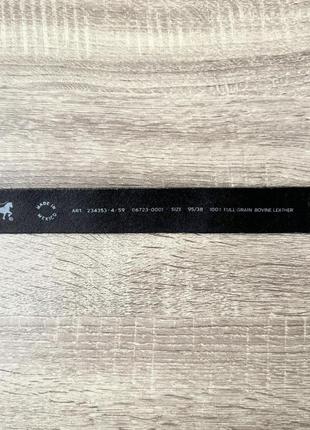 MADE IN
MEXICO
ART. 234353-4/59 06723-0001 SIZE 95/38 100% FULL GRAIN BOVINE LEATHER